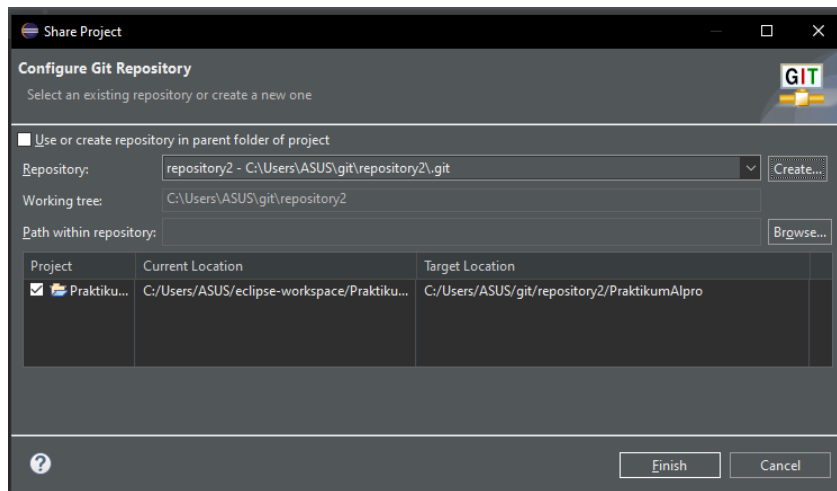 Share Project
Configure Git Repository
Select an existing repository or create a new one
GIT
Use or create repository in parent folder of project
Repository: repository2 - C:\Users\ASUS\git\repository2\.git Create...
Working tree: C:\Users\ASUS\git\repository2
Path within repository: Browse...
Project Current Location Target Location
Praktiku... C:/Users/ASUS/eclipse-workspace/Praktiku... C:/Users/ASUS/git/repository2/PraktikumAlpro
? Finish Cancel